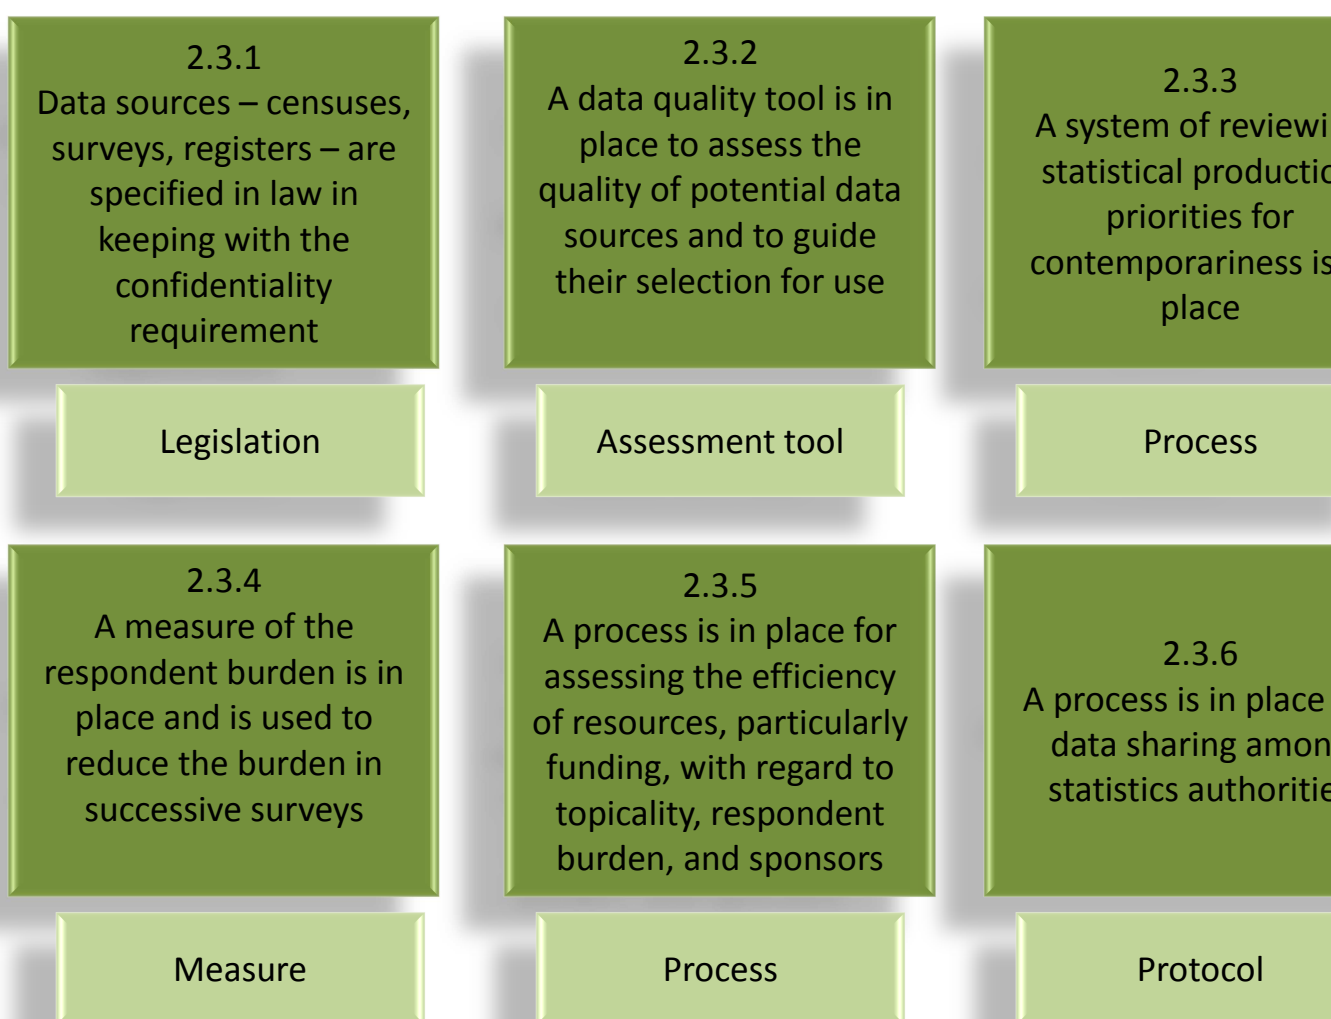 2.3.1
Data sources – censuses,
surveys, registers – are
specified in law in
keeping with the
confidentiality
requirement
Legislation
2.3.2
A data quality tool is in
place to assess the
quality of potential data
sources and to guide
their selection for use
Assessment tool
2.3.3
A system of
statistical
priorities for
contemporariness is
place
Process
2.3.4
A measure of the
respondent burden is in
place and is used to
reduce the burden in
successive surveys
Measure
2.3.5
A process is in place for
assessing the efficiency
of resources, particularly
funding, with regard to
topicality, respondent
burden, and sponsors
Process
2.3.6
A process is in place
data sharing
statistics
Protocol